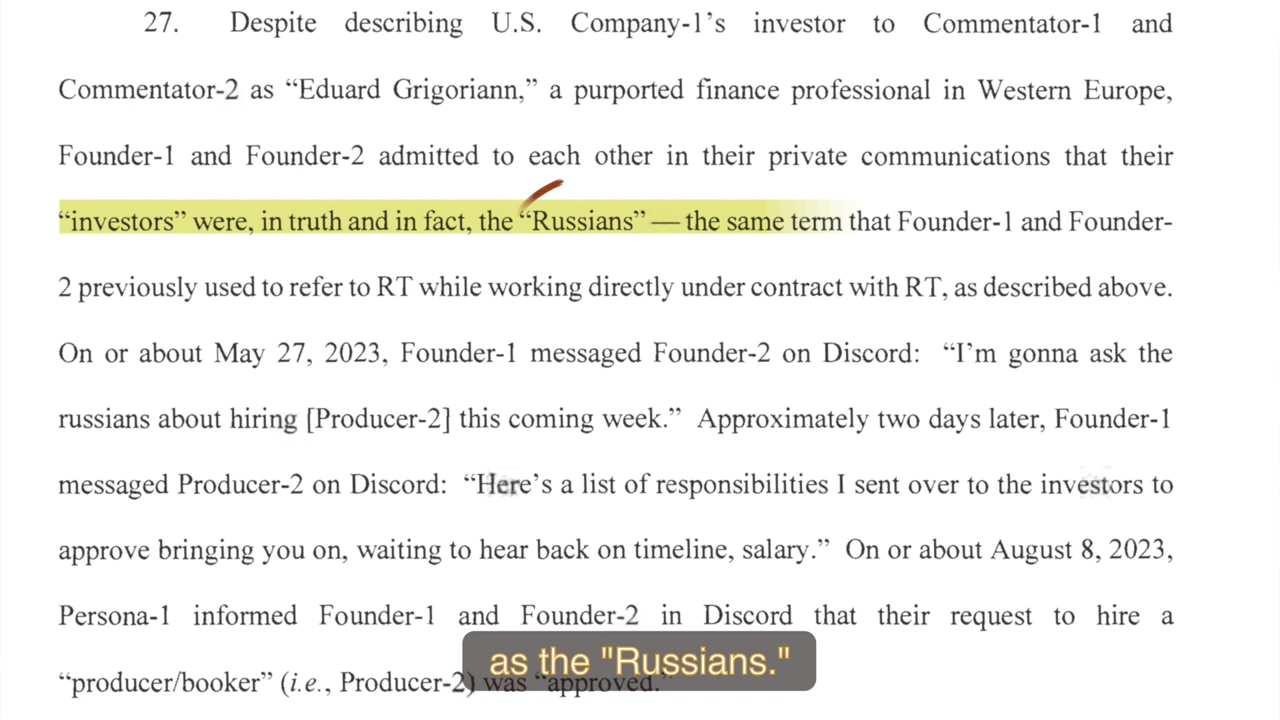 27. Despite describing U.S. Company-1’s investor to Commentator-1 and
Commentator-2 as “Eduard Grigoriann,” a purported finance professional in Western Europe,
Founder-1 and Founder-2 admitted to each other in their private communications that their
“investors” were, in truth and in fact, the “Russians” — the same term that Founder-1 and Founder-
2 previously used to refer to RT while working directly under contract with RT, as described above.
On or about May 27, 2023, Founder-1 messaged Founder-2 on Discord: “I’m gonna ask the
russians about hiring [Producer-2] this coming week.” Approximately two days later, Founder-1
messaged Producer-2 on Discord: “Here’s a list of responsibilities I sent over to the investors to
approve bringing you on, waiting to hear back on timeline, salary.” On or about August 8, 2023,
Persona-1 informed Founder-1 and Founder-2 in Discord that their request to hire a
“producer/booker” (i.e., Producer-2) was “approved.”
as the "Russians."